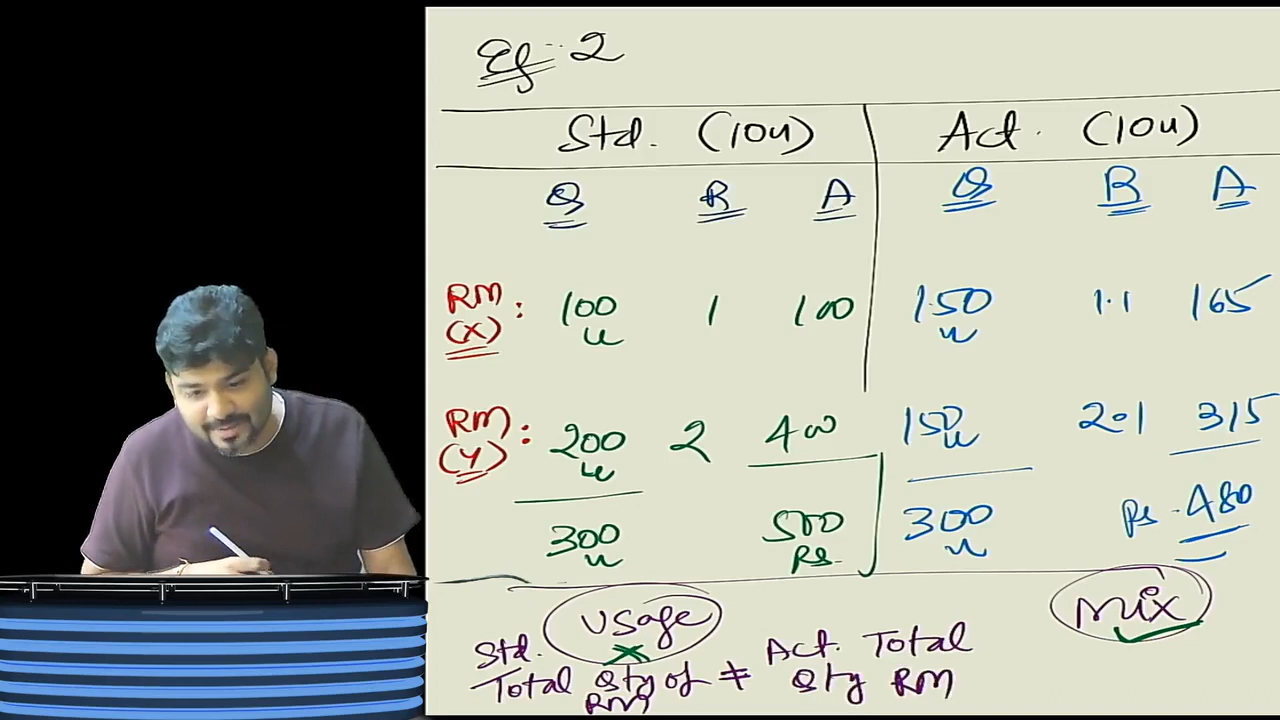 Eg:- 2
Std. (10u) Act. (10u)
Q R A Q R A
RM (X) : 100 u 1 100 150 u 1.1 165
RM (Y) : 200 u 2 400 150 u 2.1 315
300 u 500 Rs. 300 u Rs. 480
Usage Mix
Std. Total Qty of RM ≠ Act. Total Qty RM